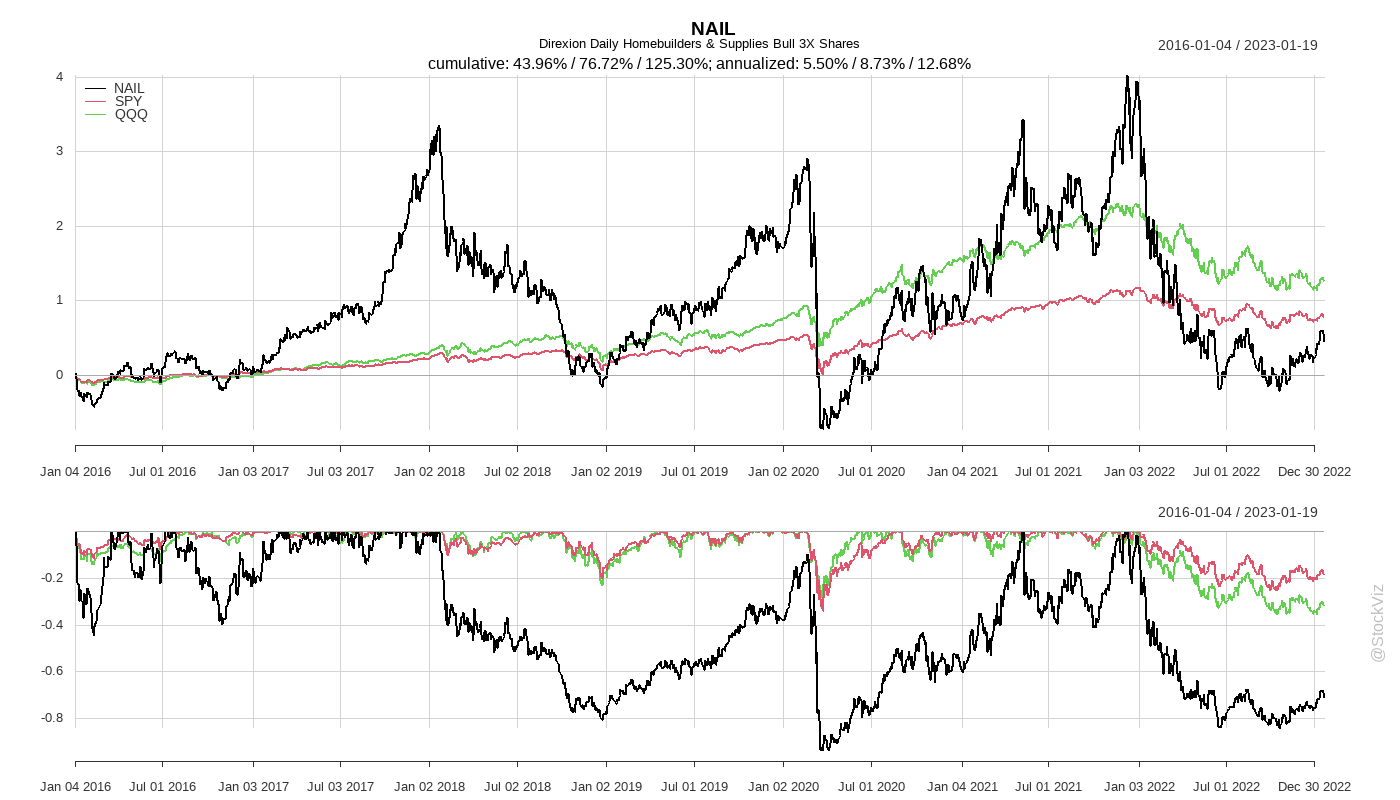 NAIL
Direxion Daily Homebuilders & Supplies Bull 3X Shares
2016-01-04 / 2023-01-19
cumulative: 43.96% / 76.72% / 125.30%; annualized: 5.50% / 8.73% / 12.68%
NAIL
SPY
QQQ
4
3
2
1
0
Jan 04 2016 Jul 01 2016 Jan 03 2017 Jul 03 2017 Jan 02 2018 Jul 02 2018 Jan 02 2019 Jul 01 2019 Jan 02 2020 Jul 01 2020 Jan 04 2021 Jul 01 2021 Jan 03 2022 Jul 01 2022 Dec 30 2022
2016-01-04 / 2023-01-19
-0.2
-0.4
-0.6
-0.8
Jan 04 2016 Jul 01 2016 Jan 03 2017 Jul 03 2017 Jan 02 2018 Jul 02 2018 Jan 02 2019 Jul 01 2019 Jan 02 2020 Jul 01 2020 Jan 04 2021 Jul 01 2021 Jan 03 2022 Jul 01 2022 Dec 30 2022
@StockViz